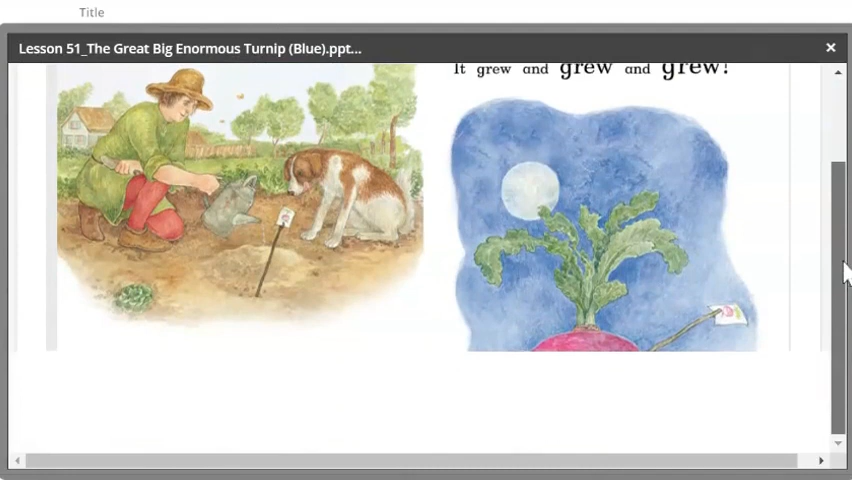 Title
Lesson 51_The Great Big Enormous Turnip (Blue).ppt...
It grew and grew and grew!